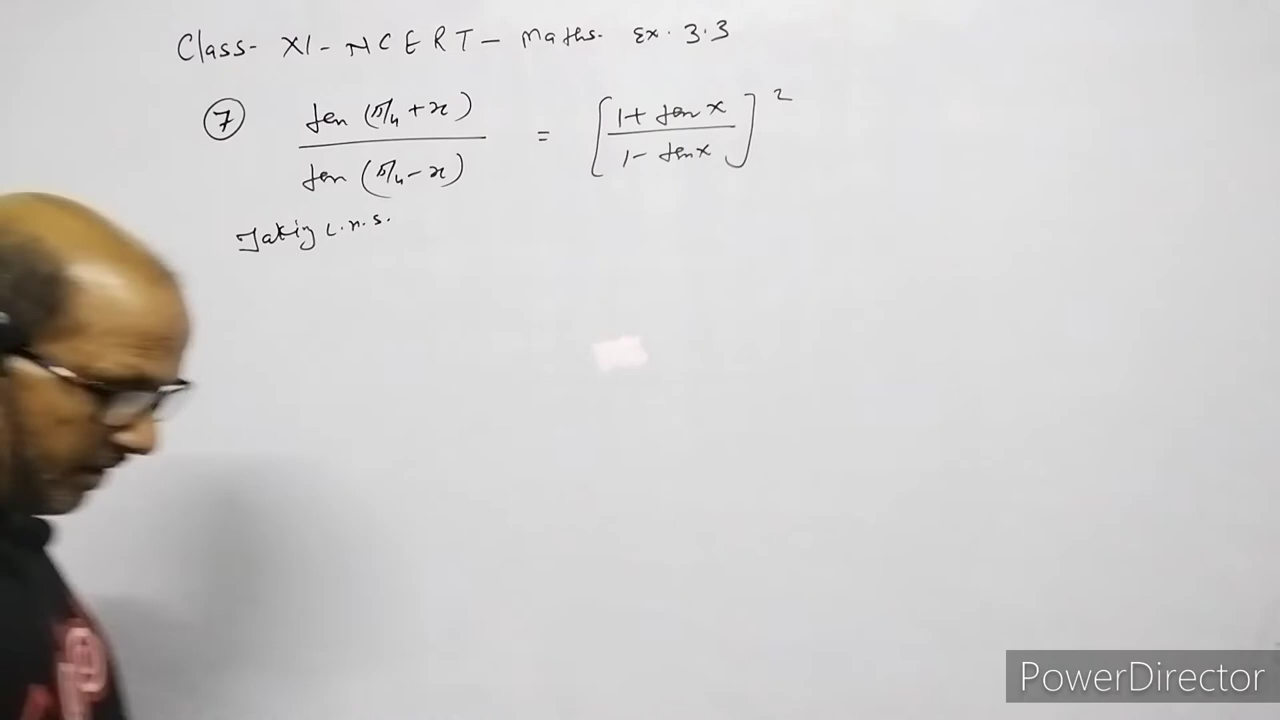 Class- XI - NCERT - Maths. Ex. 3.3
7 tan (π/4 + x) / tan (π/4 - x) = [1 + tan x / 1 - tan x]²
Taking L.H.S.
PowerDirector